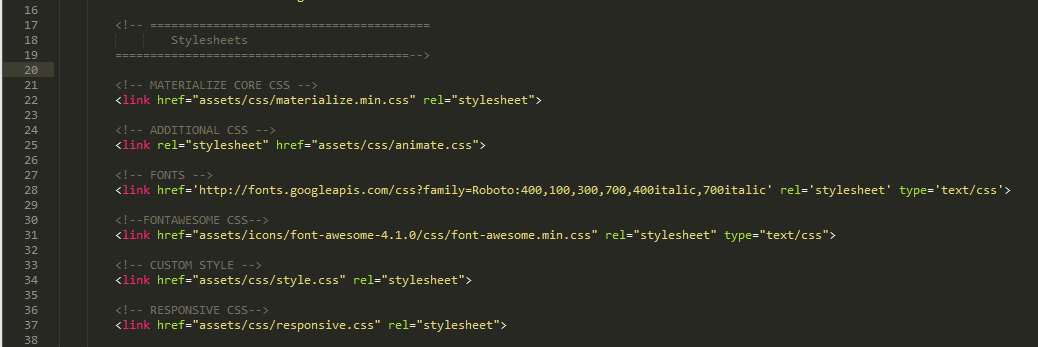 16
17 <!-- ========================================
18 Stylesheets
19 ===========================================-->
20
21 <!-- MATERIALIZE CORE CSS -->
22 <link href="assets/css/materialize.min.css" rel="stylesheet">
23
24 <!-- ADDITIONAL CSS -->
25 <link rel="stylesheet" href="assets/css/animate.css">
26
27 <!-- FONTS -->
28 <link href='http://fonts.googleapis.com/css?family=Roboto:400,100,300,700,400italic,700italic' rel='stylesheet' type='text/css'>
29
30 <!--FONTAWESOME CSS-->
31 <link href="assets/icons/font-awesome-4.1.0/css/font-awesome.min.css" rel="stylesheet" type="text/css">
32
33 <!-- CUSTOM STYLE -->
34 <link href="assets/css/style.css" rel="stylesheet">
35
36 <!-- RESPONSIVE CSS-->
37 <link href="assets/css/responsive.css" rel="stylesheet">
38